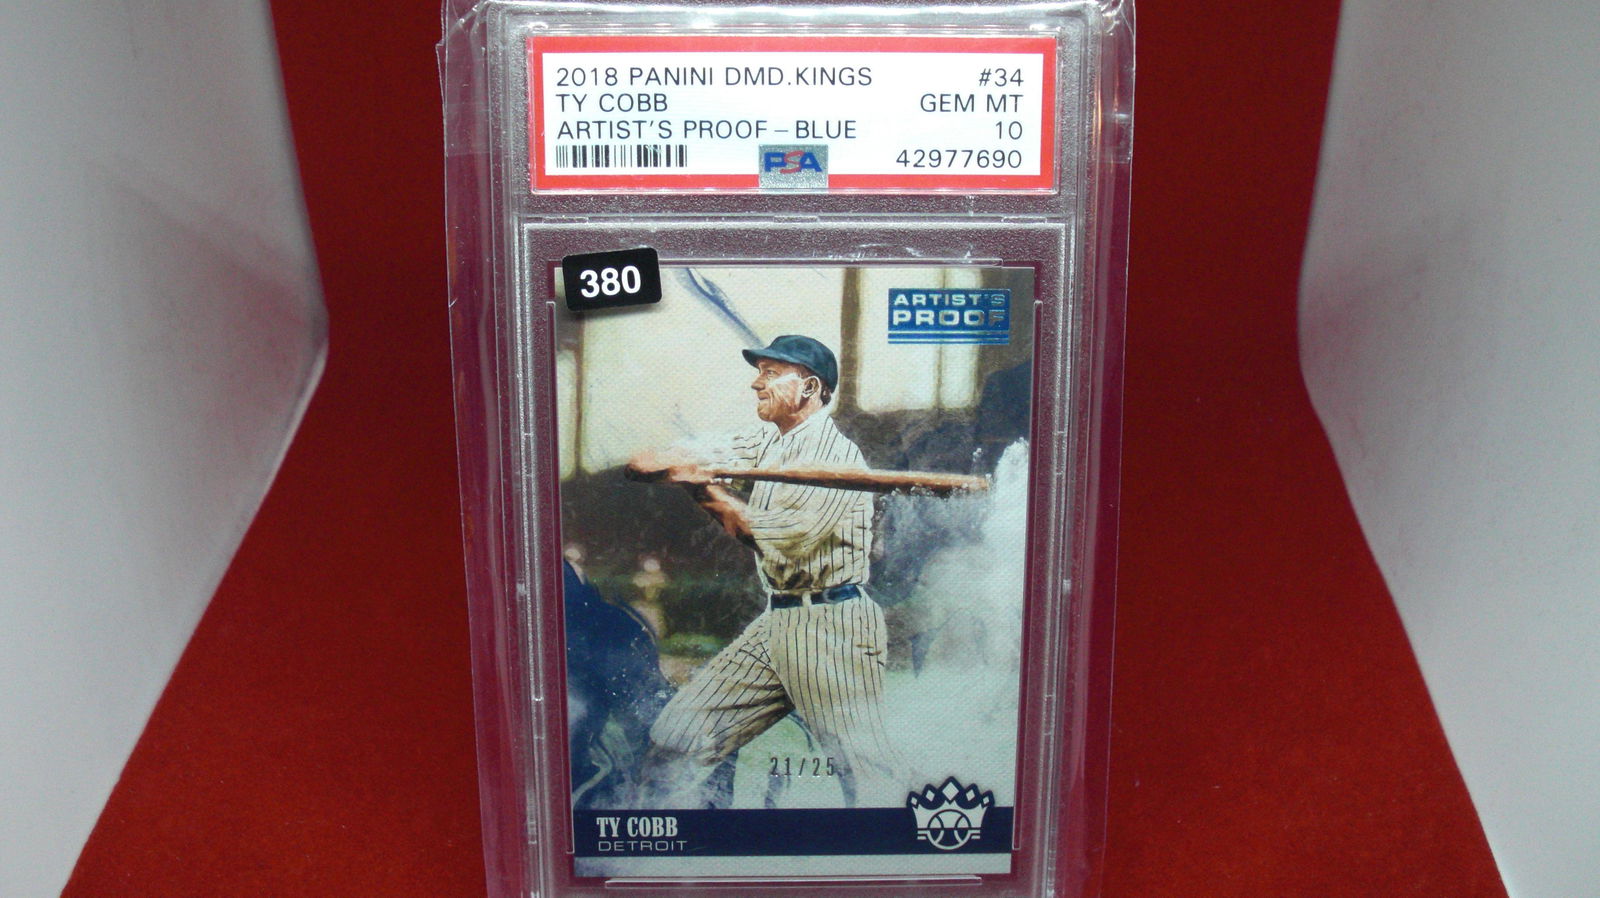 2018 PANINI DMD.KINGS #34
TY COBB GEM MT
ARTIST'S PROOF – BLUE 10
PSA 42977690
380
ARTIST'S
PROOF
21/25
TY COBB
DETROIT